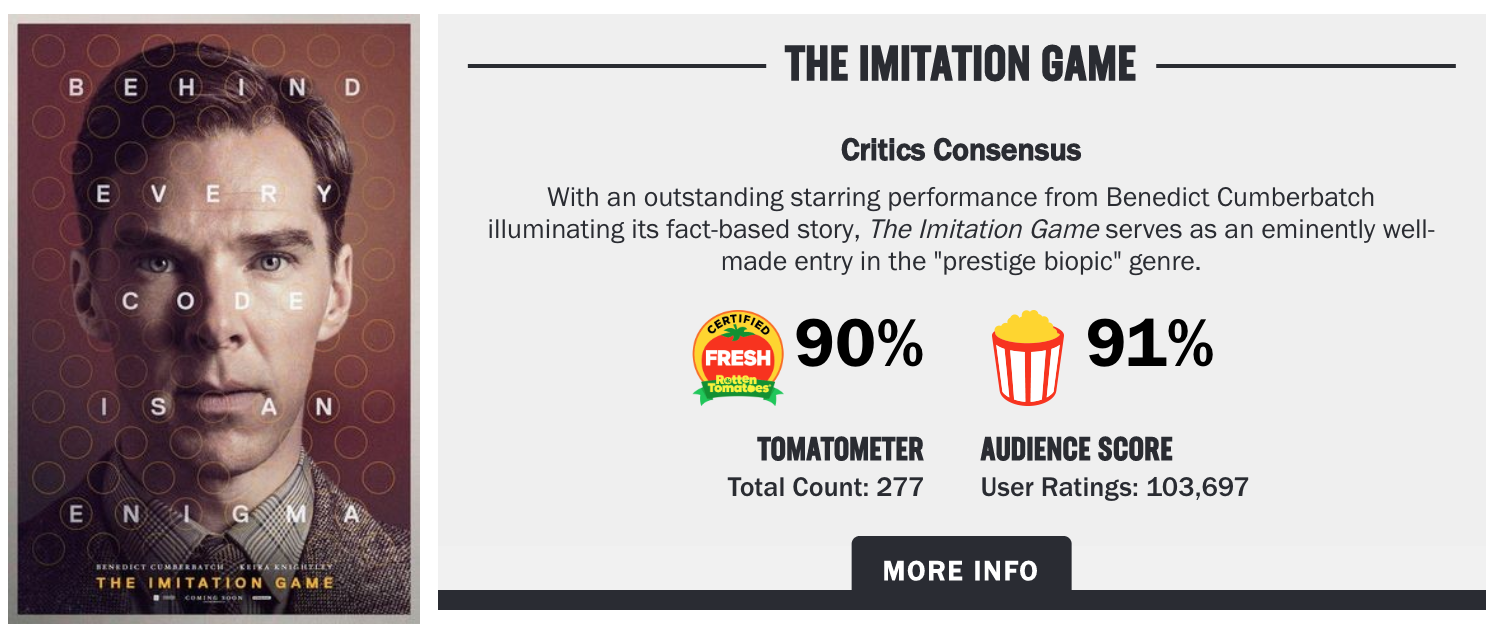 BEHIND
EVERY
CODE
IS AN
ENIGMA
BENEDICT CUMBERBATCH KEIRA KNIGHTLEY
THE IMITATION GAME
COMING SOON
THE IMITATION GAME
Critics Consensus
With an outstanding starring performance from Benedict Cumberbatch
illuminating its fact-based story, The Imitation Game serves as an eminently well-
made entry in the "prestige biopic" genre.
CERTIFIED
FRESH
Rotten
Tomatoes
90%
91%
TOMATOMETER
AUDIENCE SCORE
Total Count: 277
User Ratings: 103,697
MORE INFO